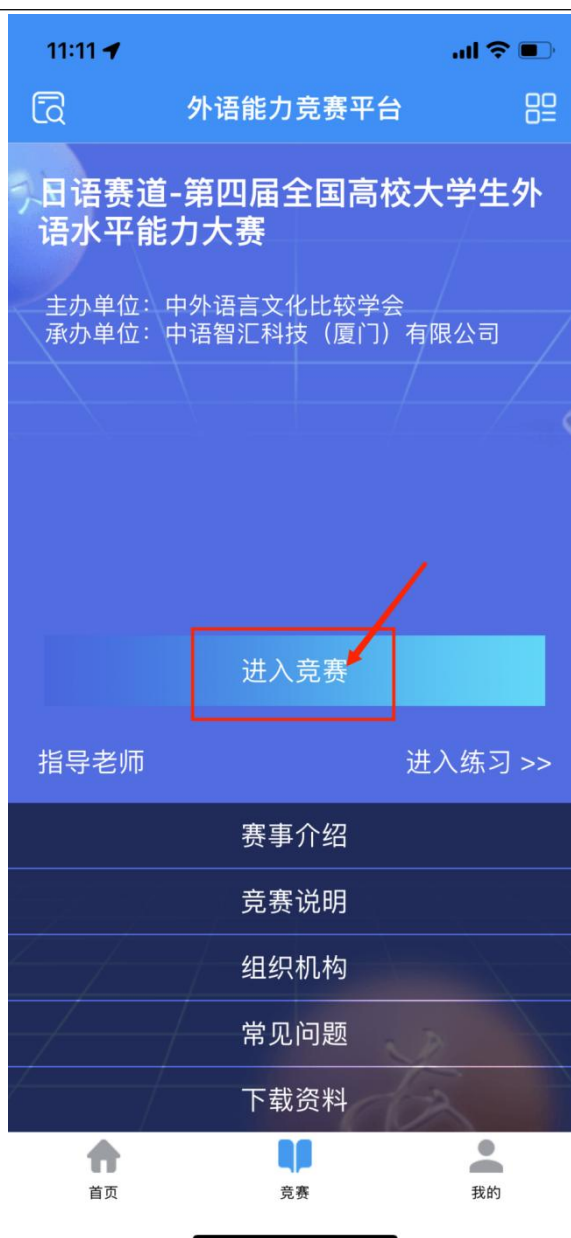 11:11
外语能力竞赛平台
日语赛道-第四届全国高校大学生外
语水平能力大赛
主办单位：中外语言文化比较学会
承办单位：中语智汇科技（厦门）有限公司
进入竞赛
指导老师
进入练习 >>
赛事介绍
竞赛说明
组织机构
常见问题
下载资料
首页
竞赛
我的